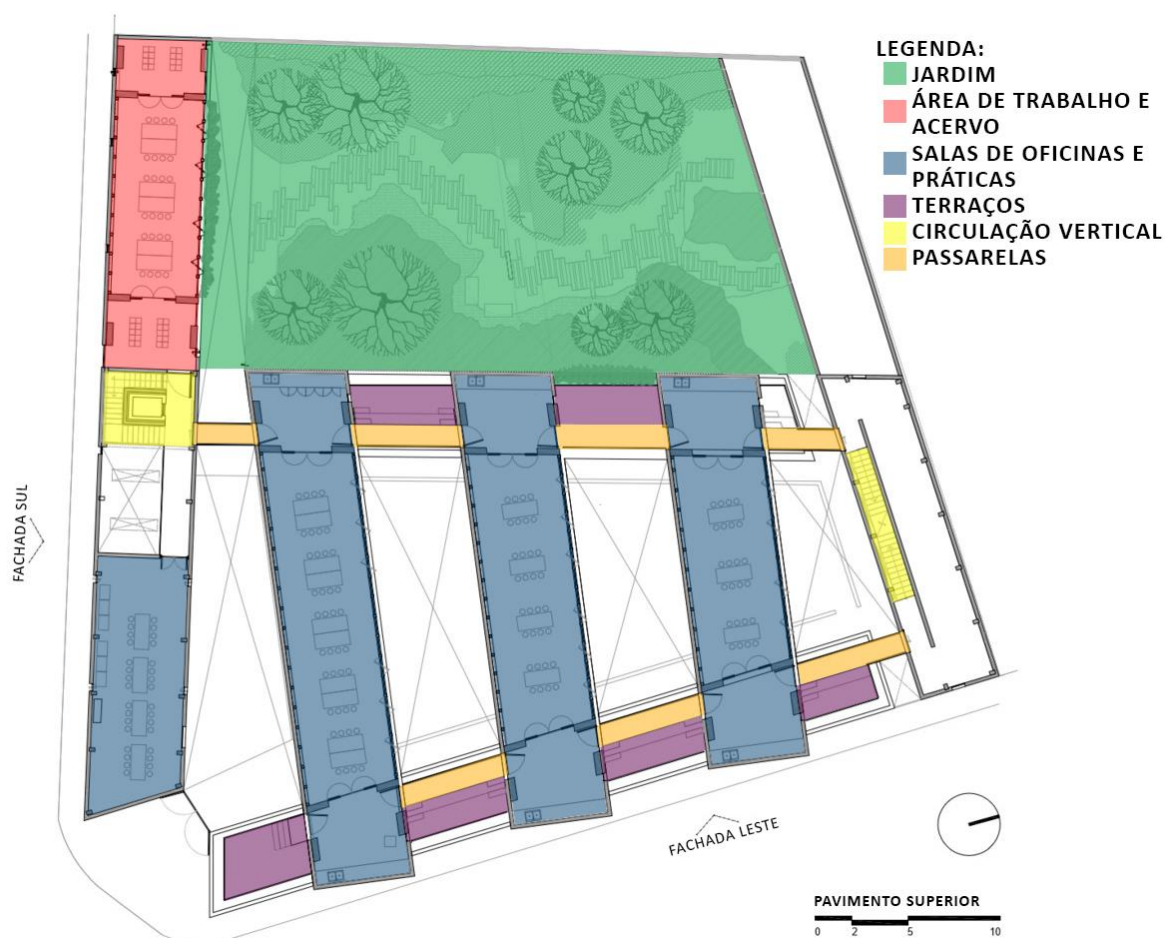 LEGENDA:
JARDIM
ÁREA DE TRABALHO E
ACERVO
SALAS DE OFICINAS E
PRÁTICAS
TERRAÇOS
CIRCULAÇÃO VERTICAL
PASSARELAS
FACHADA SUL
FACHADA LESTE
PAVIMENTO SUPERIOR
0 2 5 10